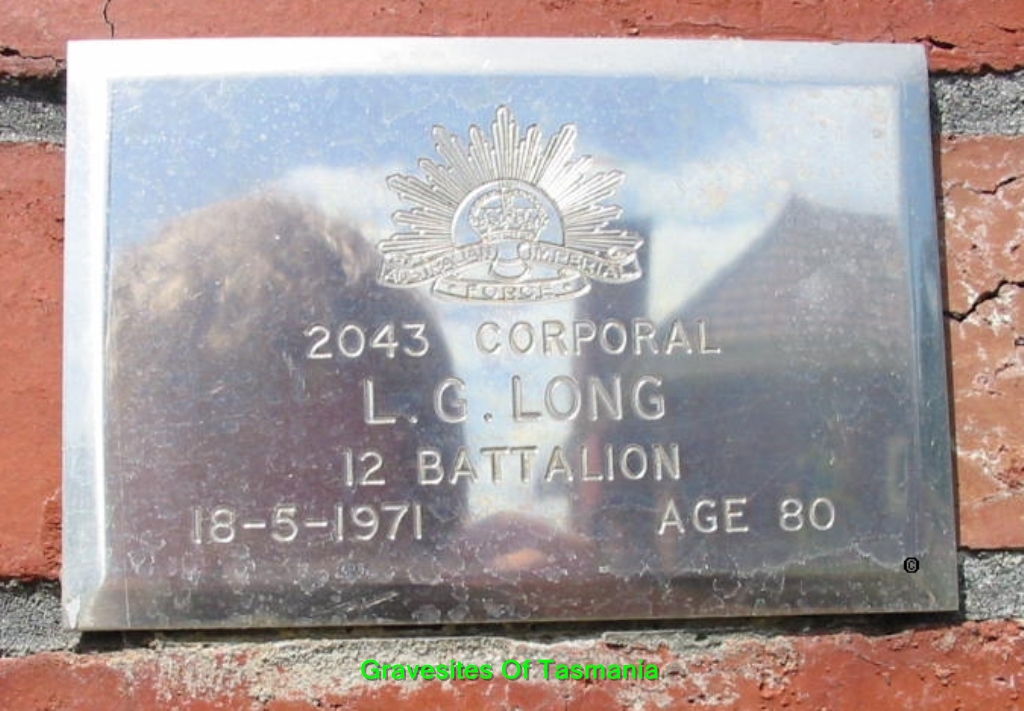 AUSTRALIAN IMPERIAL
FORCE
2043 CORPORAL
L. G. LONG
12 BATTALION
18-5-1971 AGE 80
©
Gravesites Of Tasmania